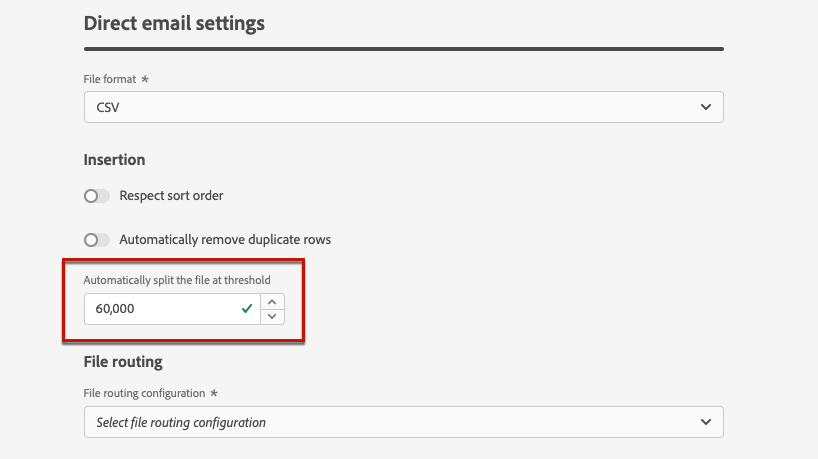 Direct email settings
File format *
CSV
Insertion
Respect sort order
Automatically remove duplicate rows
Automatically split the file at threshold
60,000
File routing
File routing configuration *
Select file routing configuration